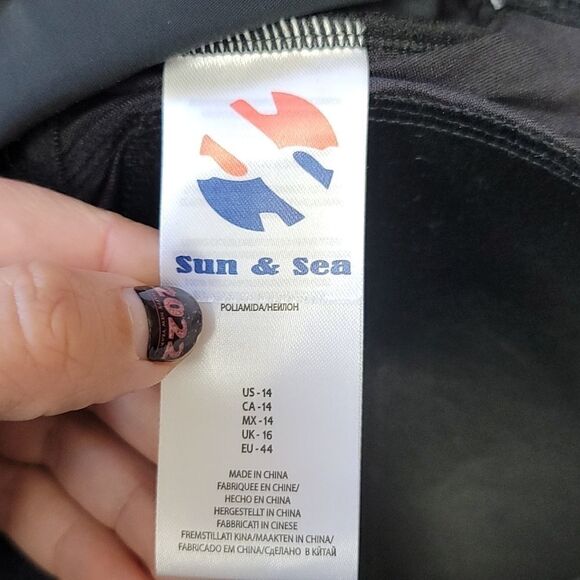 Sun & Sea
POLIAMIDA/НЕЙЛОН
2022
US - 14
CA -14
MX - 14
UK - 16
EU - 44
MADE IN CHINA
FABRIQUEE EN CHINE/
HECHO EN CHINA
HERGESTELLT IN CHINA
FABBRICATI IN CINESE
FREMSTILLATI KINA/MAAKTEN IN CHINA/
FABRICADO EM CHINA/СДЕЛАНО В КИТАЙ